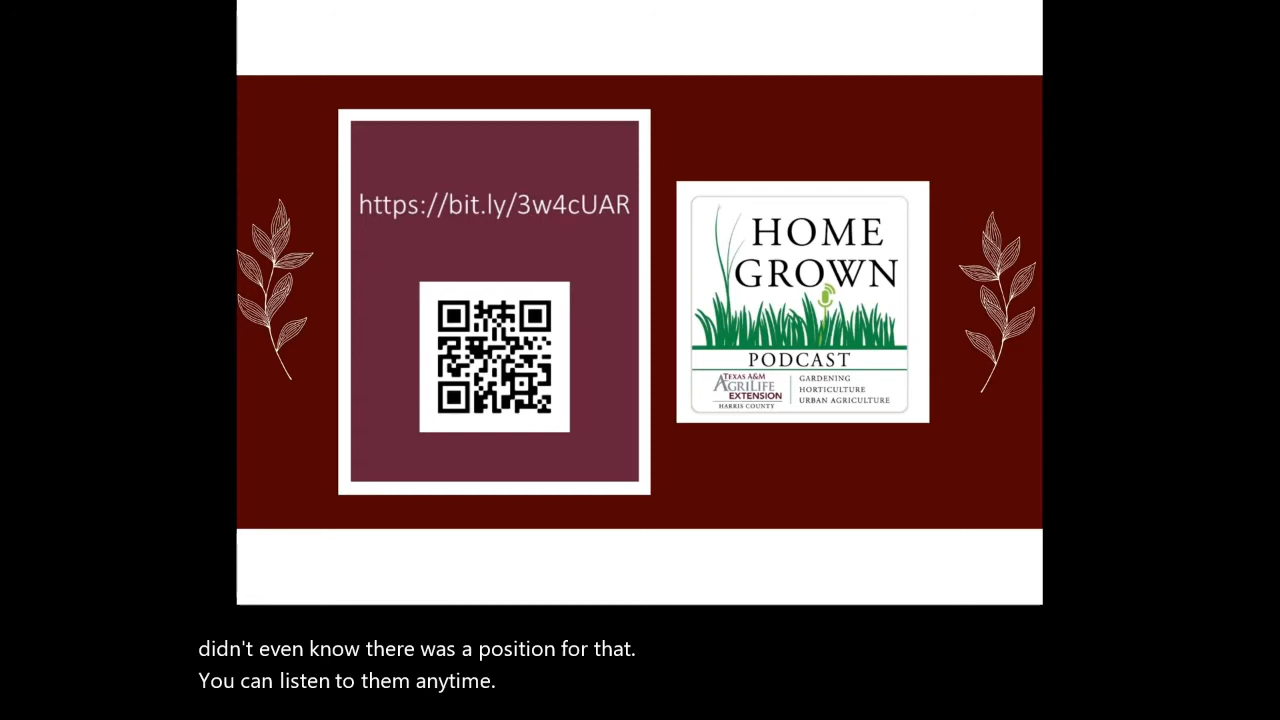 https://bit.ly/3w4cUAR
HOME
GROWN
PODCAST
TEXAS A&M
AGRILIFE
EXTENSION
HARRIS COUNTY
GARDENING
HORTICULTURE
URBAN AGRICULTURE
didn't even know there was a position for that.
You can listen to them anytime.